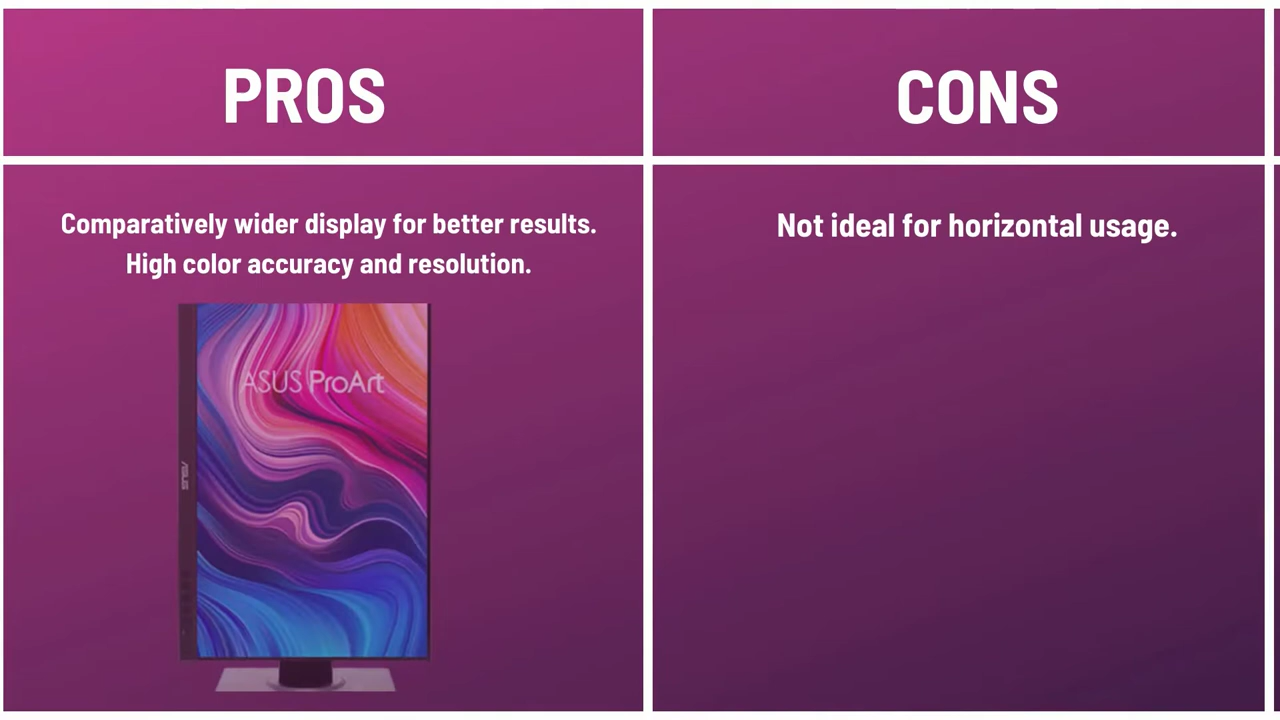 PROS
CONS
Comparatively wider display for better results.
High color accuracy and resolution.
Not ideal for horizontal usage.
ASUS ProArt
ASUS